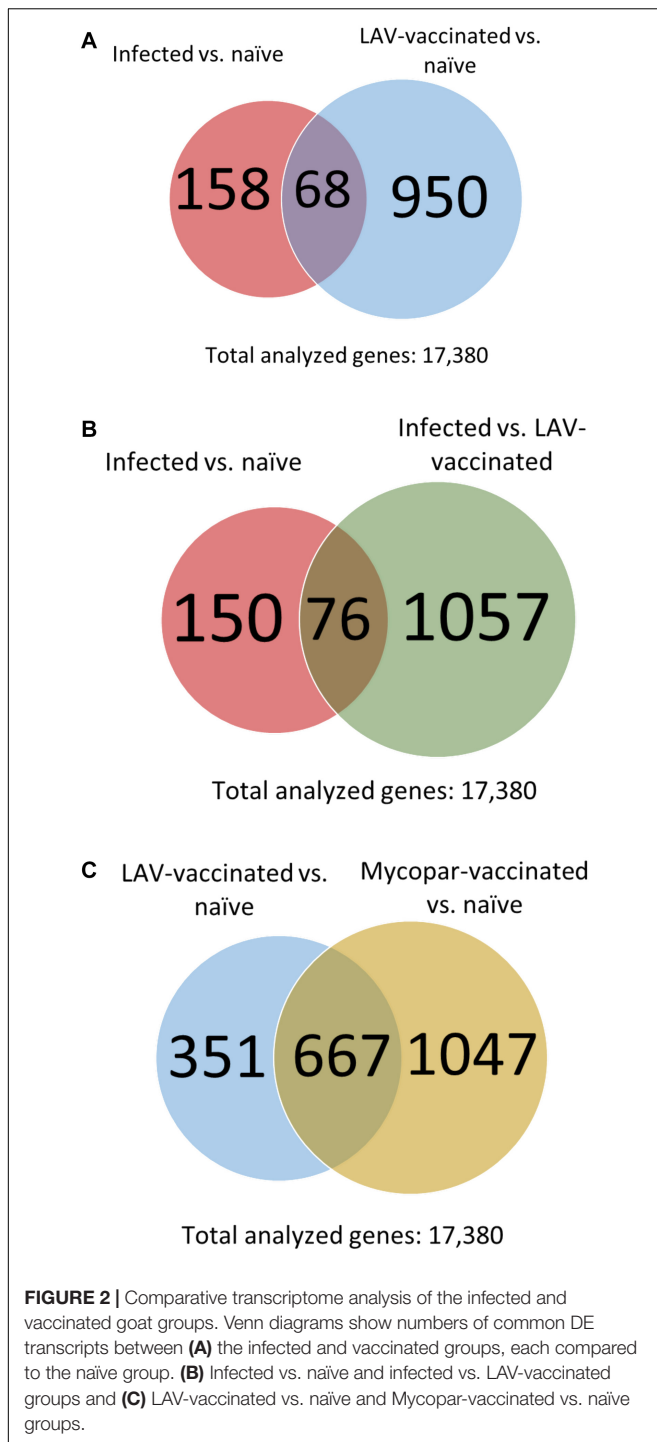 A
Infected vs. naïve
LAV-vaccinated vs.
naïve
158 68 950
Total analyzed genes: 17,380
B
Infected vs. naïve
Infected vs. LAV-
vaccinated
150 76 1057
Total analyzed genes: 17,380
C
LAV-vaccinated vs.
naïve
Mycopar-vaccinated
vs. naïve
351 667 1047
Total analyzed genes: 17,380
FIGURE 2 | Comparative transcriptome analysis of the infected and
vaccinated goat groups. Venn diagrams show numbers of common DE
transcripts between (A) the infected and vaccinated groups, each compared
to the naïve group. (B) Infected vs. naïve and infected vs. LAV-vaccinated
groups and (C) LAV-vaccinated vs. naïve and Mycopar-vaccinated vs. naïve
groups.